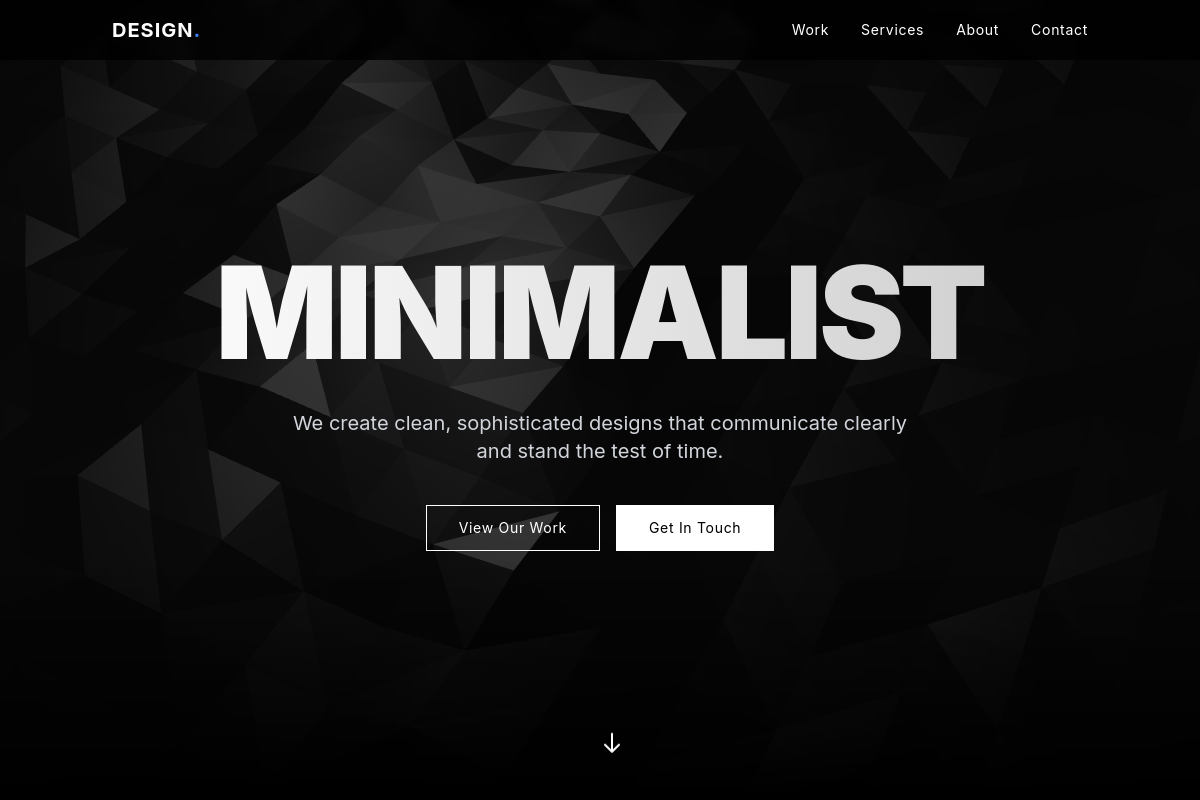 DESIGN.
Work
Services
About
Contact
MINIMALIST
We create clean, sophisticated designs that communicate clearly
and stand the test of time.
View Our Work
Get In Touch